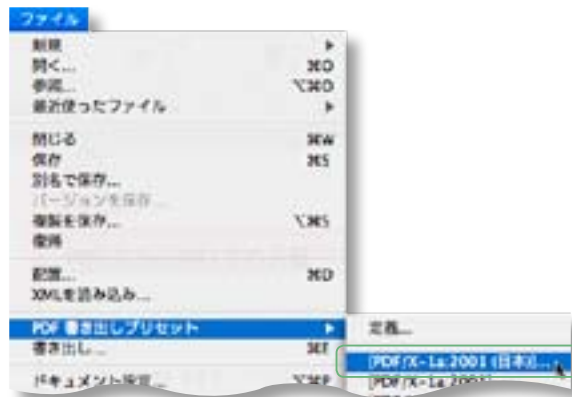 ファイル
新規
開く... ⌘O
参照... ⌥⌘O
最近使ったファイル
閉じる ⌘W
保存 ⌘S
別名で保存...
バージョンを保存...
複製を保存... ⌥⌘S
復帰
配置... ⌘D
XMLを読み込み...
PDF 書き出しプリセット
定義...
書き出し... ⌘E
[PDF/X-1a:2001 (日本)]...
ドキュメント設定... ⌥⌘P
[PDF/X-1a:2001]